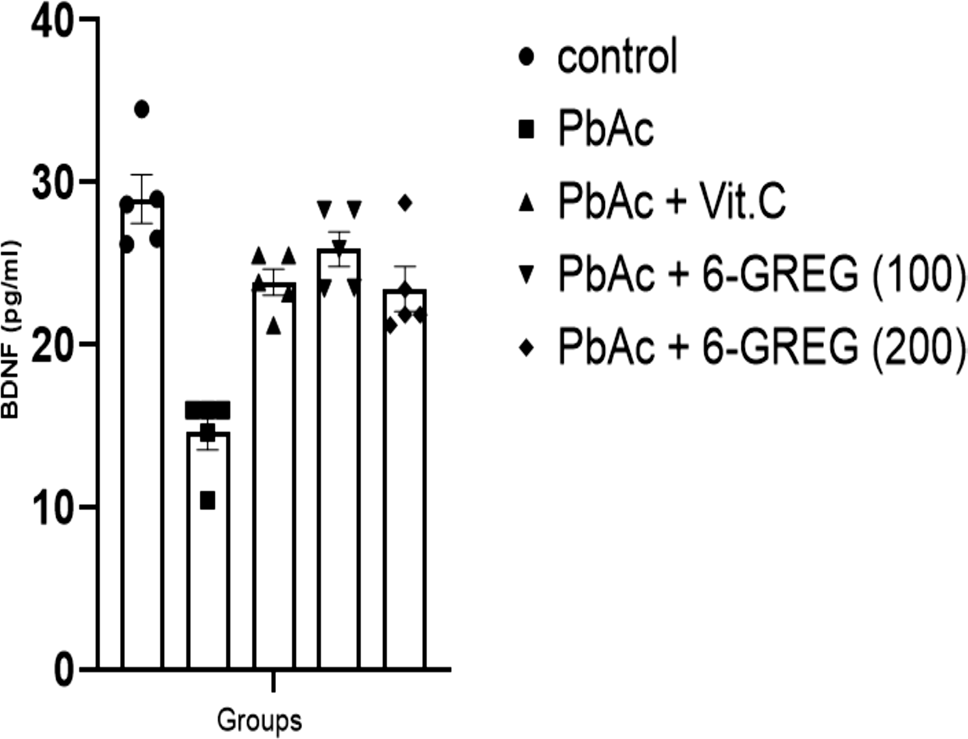 40
30
20
10
0
BDNF (pg/ml)
Groups
control
PbAc
PbAc + Vit.C
PbAc + 6-GREG (100)
PbAc + 6-GREG (200)